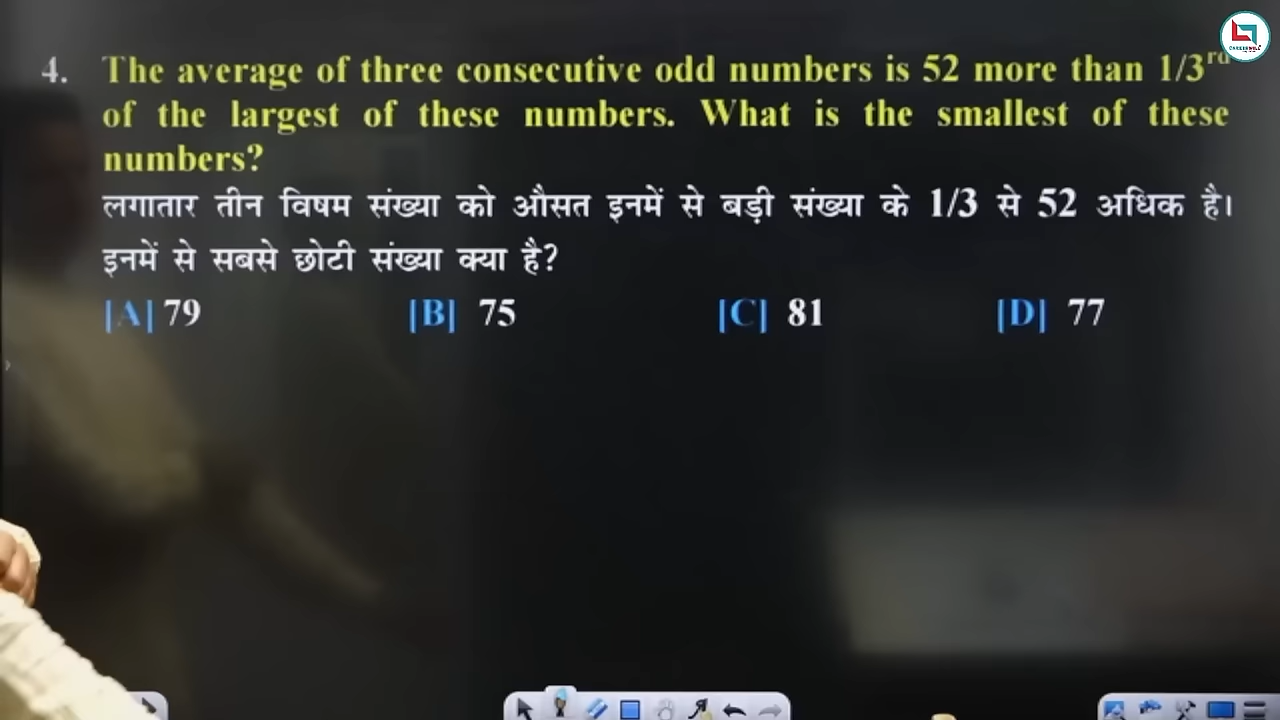 4. The average of three consecutive odd numbers is 52 more than 1/3rd
of the largest of these numbers. What is the smallest of these
numbers?
लगातार तीन विषम संख्या को औसत इनमें से बड़ी संख्या के 1/3 से 52 अधिक है।
इनमें से सबसे छोटी संख्या क्या है?
[A] 79 [B] 75 [C] 81 [D] 77